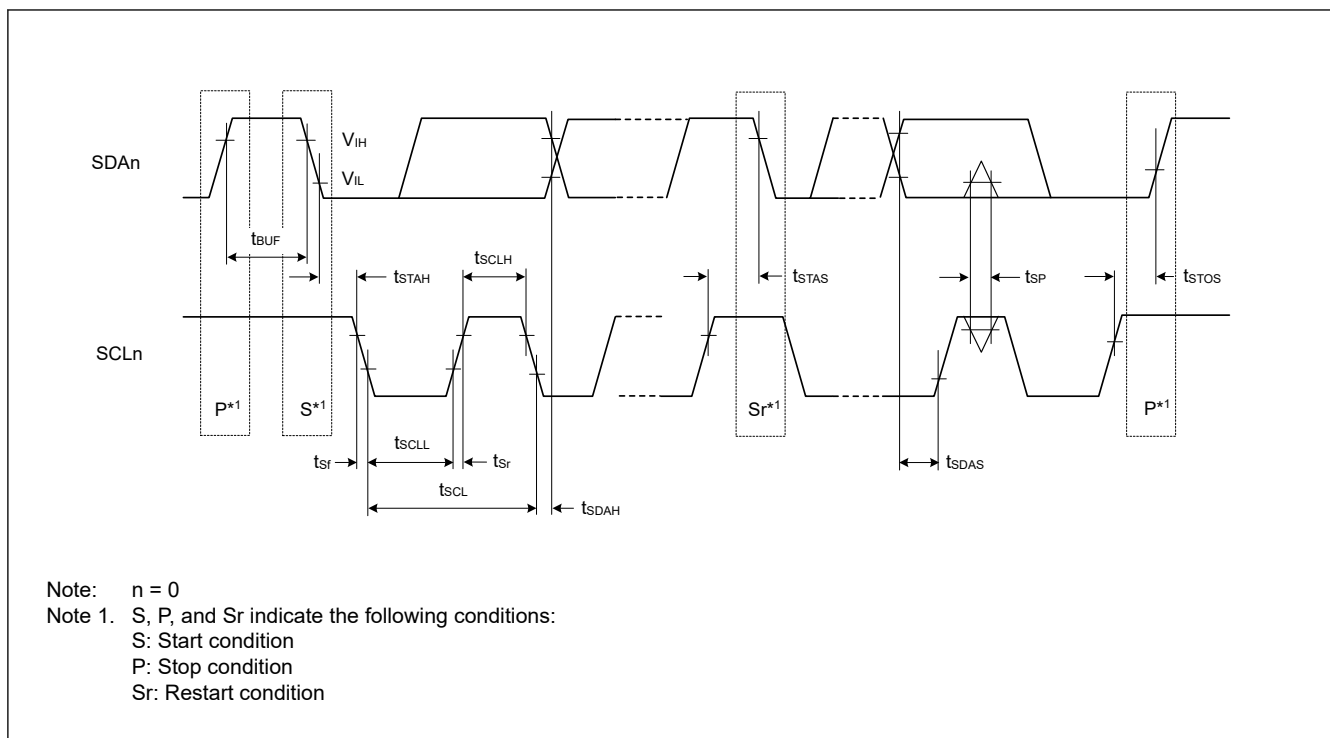 SDAn
VIH
VIL
tBUF
tSTAH
tSCLH
tSTAS
tSP
tSTOS
SCLn
P*1
S*1
Sr*1
P*1
tSf
tSCLL
tSr
tSDAS
tSCL
tSDAH
Note: n = 0
Note 1. S, P, and Sr indicate the following conditions:
S: Start condition
P: Stop condition
Sr: Restart condition